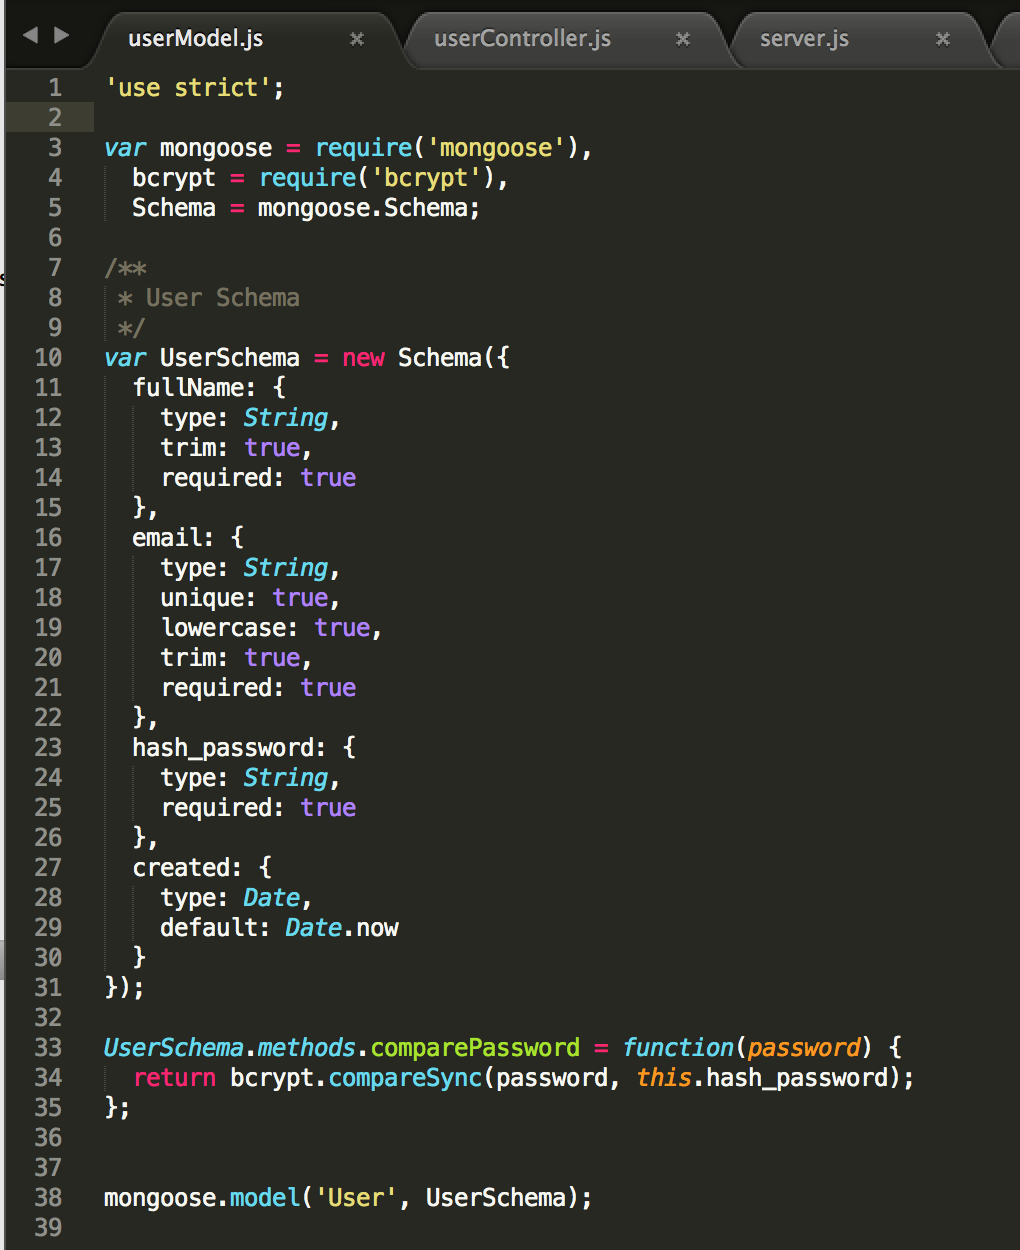 userModel.js × userController.js × server.js ×
1 'use strict';
2
3 var mongoose = require('mongoose'),
4   bcrypt = require('bcrypt'),
5   Schema = mongoose.Schema;
6
7 /**
8  * User Schema
9  */
10 var UserSchema = new Schema({
11   fullName: {
12     type: String,
13     trim: true,
14     required: true
15   },
16   email: {
17     type: String,
18     unique: true,
19     lowercase: true,
20     trim: true,
21     required: true
22   },
23   hash_password: {
24     type: String,
25     required: true
26   },
27   created: {
28     type: Date,
29     default: Date.now
30   }
31 });
32
33 UserSchema.methods.comparePassword = function(password) {
34   return bcrypt.compareSync(password, this.hash_password);
35 };
36
37
38 mongoose.model('User', UserSchema);
39